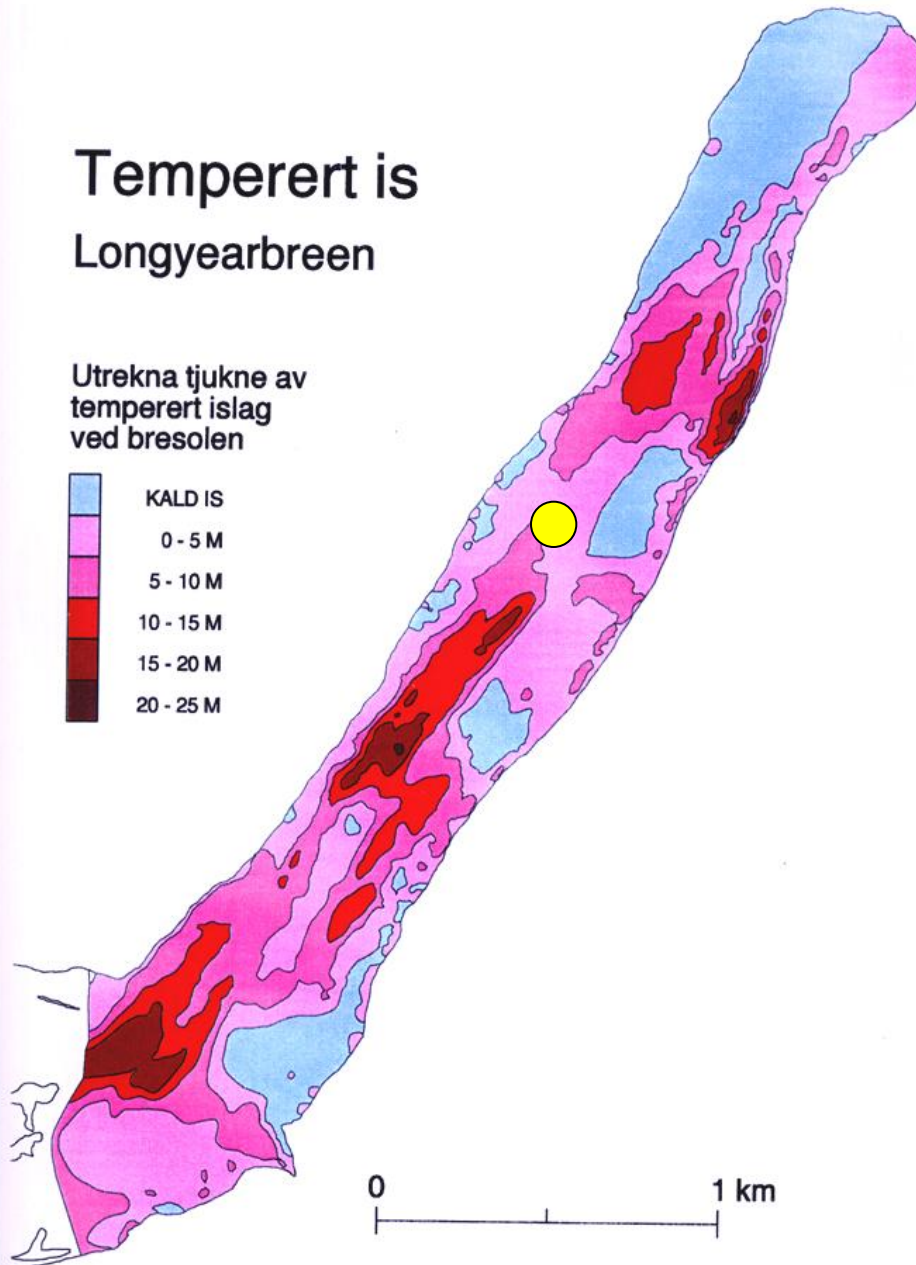 Temperert is
Longyearbreen
Utrekna tjukne av
temperert islag
ved bresolen
KALD IS
0 - 5 M
5 - 10 M
10 - 15 M
15 - 20 M
20 - 25 M
0
1 km